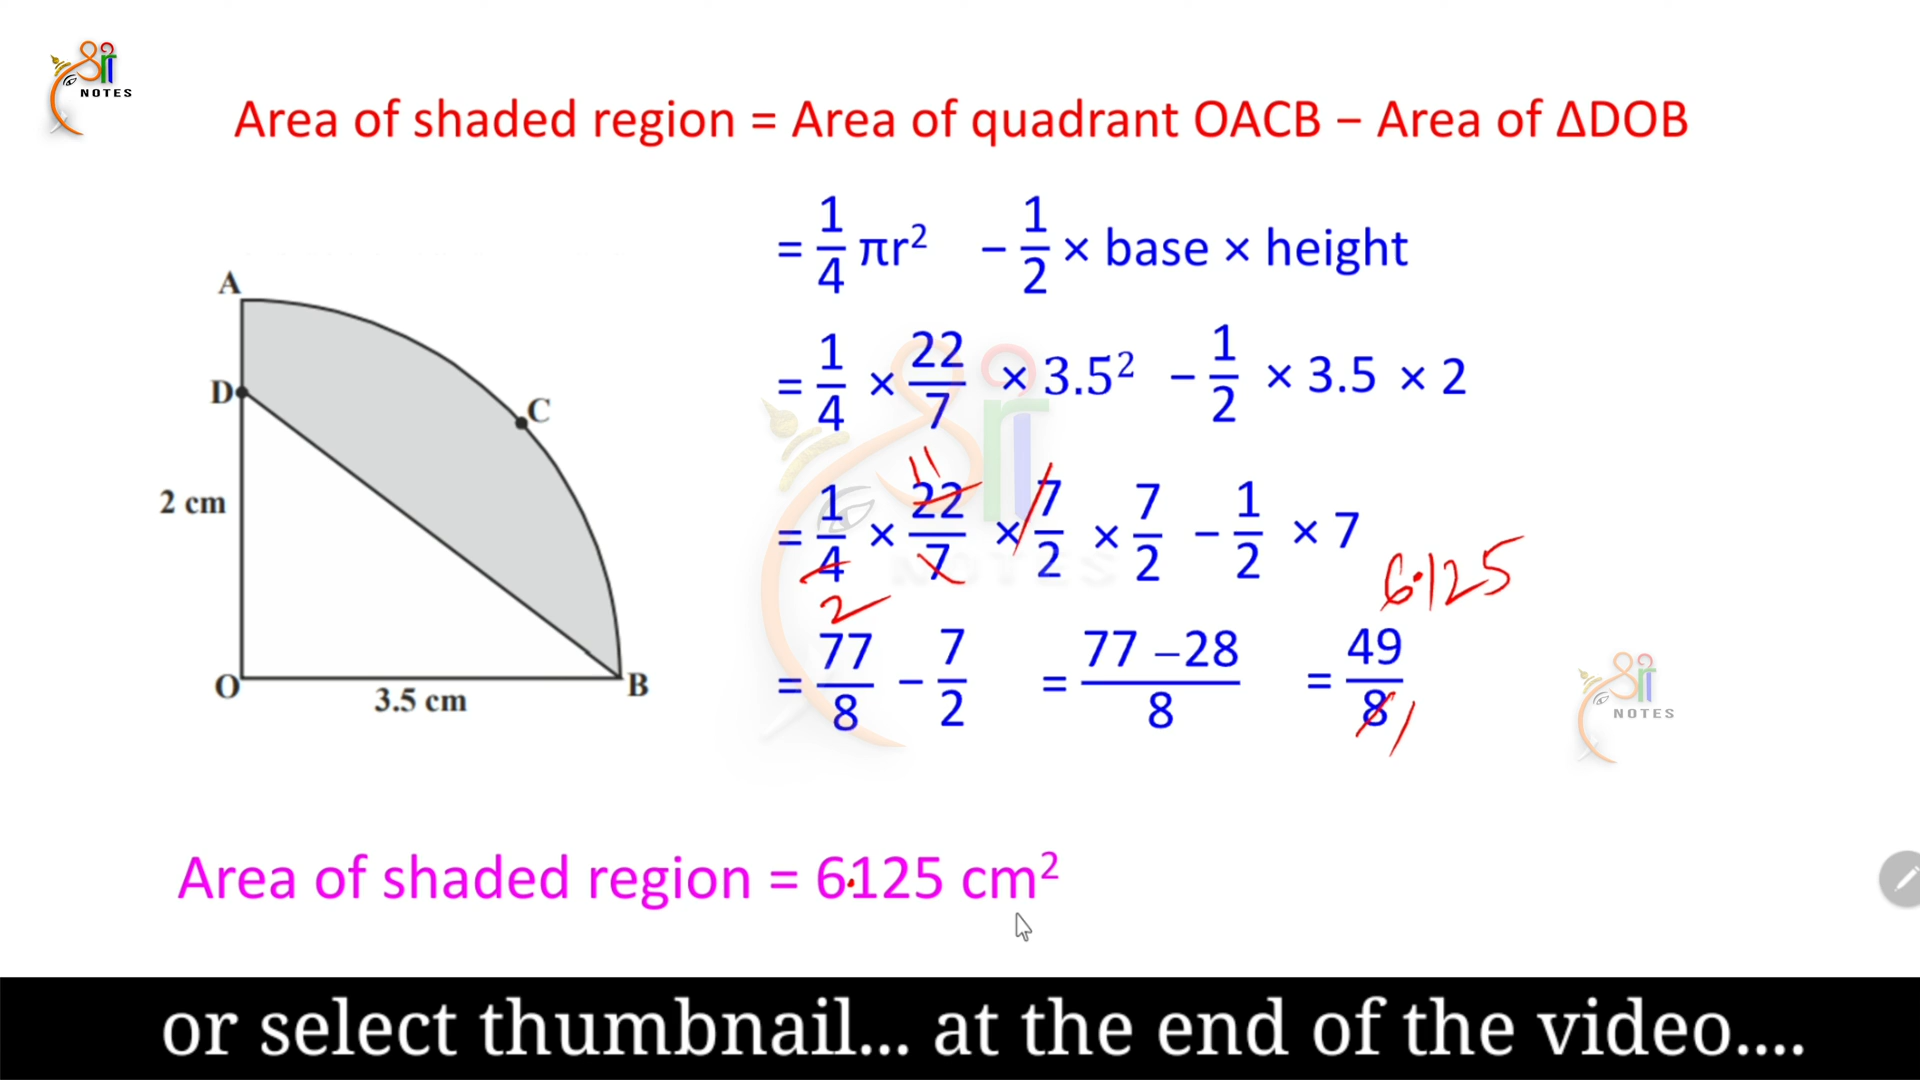 NOTES
Area of shaded region = Area of quadrant OACB − Area of ΔDOB
= 1/4 πr² − 1/2 × base × height
= 1/4 × 22/7 × 3.5² − 1/2 × 3.5 × 2
11
= 1/4 × 22/7 × 7/2 × 7/2 − 1/2 × 7
2
6.125
= 77/8 − 7/2 = 77 −28/8 = 49/8
1
A
D
C
2 cm
O
B
3.5 cm
NOTES
NOTES
Area of shaded region = 6.125 cm²
or select thumbnail... at the end of the video....